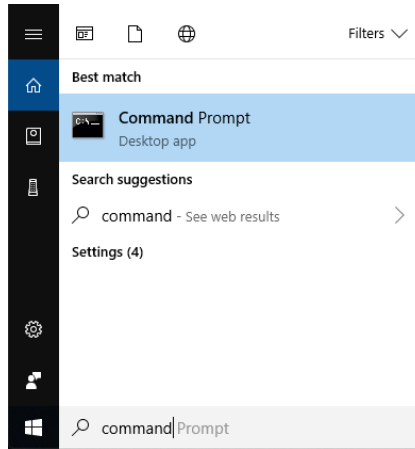 Filters
Best match
C:\_
Command Prompt
Desktop app
Search suggestions
command - See web results
Settings (4)
command Prompt